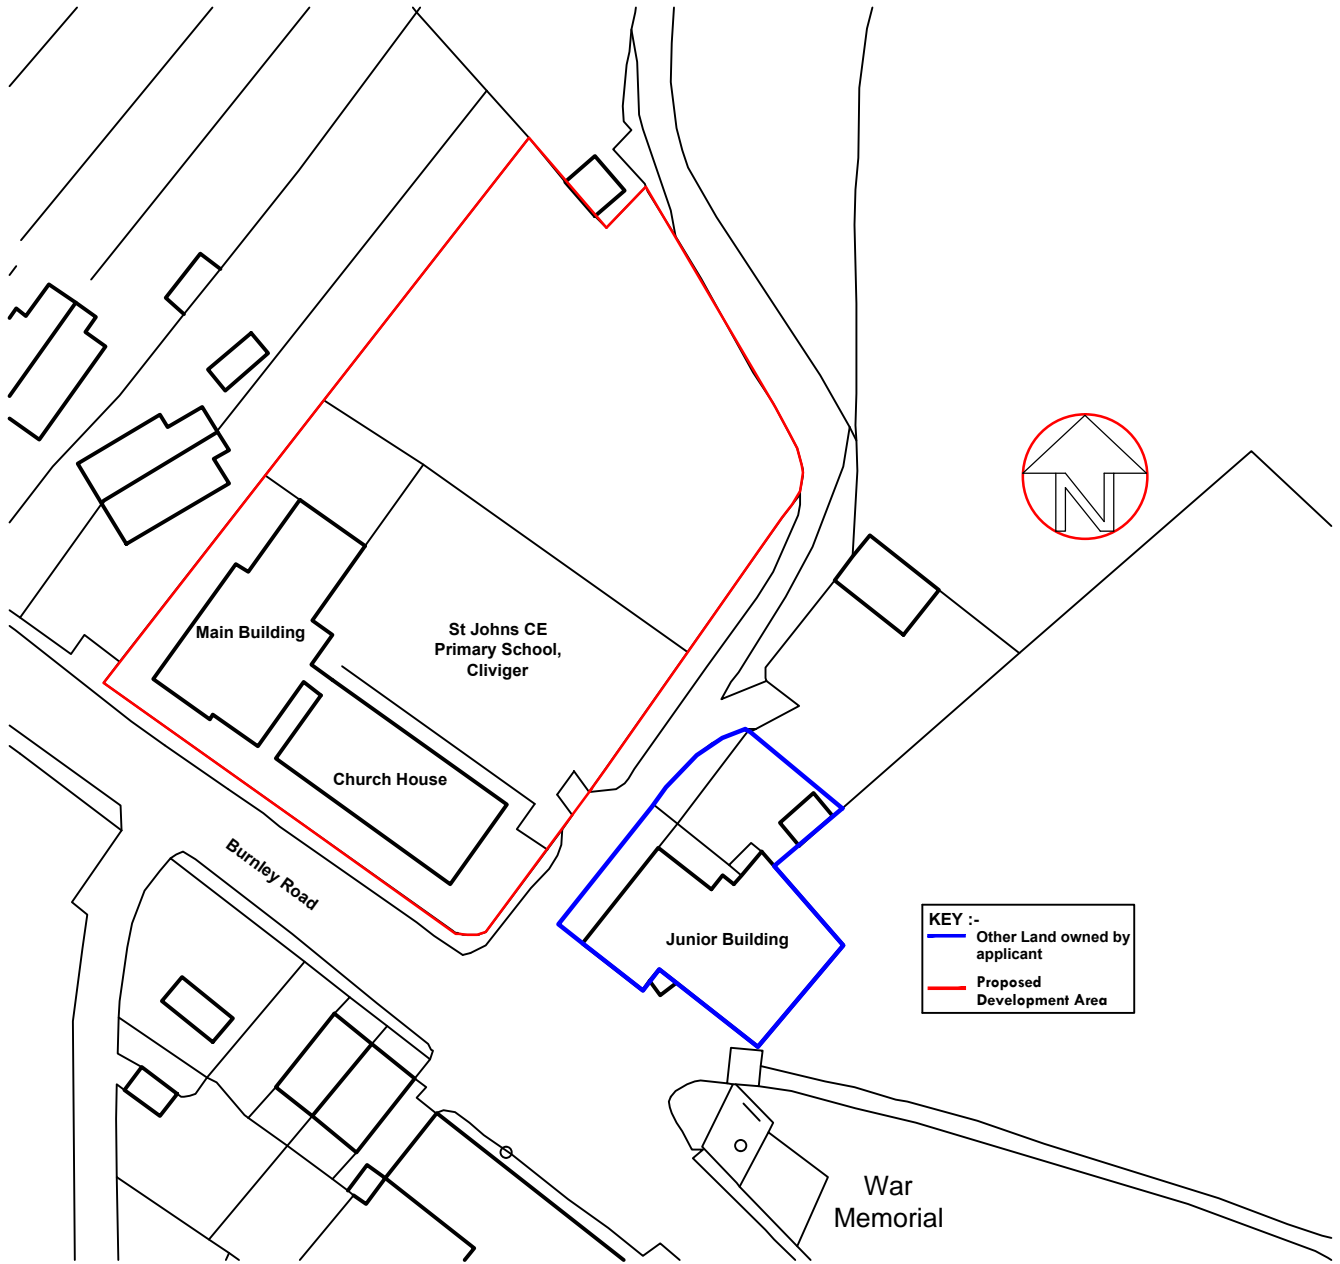 Main Building
St Johns CE
Primary School,
Cliviger
Church House
Burnley Road
Junior Building
N
KEY :-
Other Land owned by
applicant
Proposed
Development Area
War
Memorial